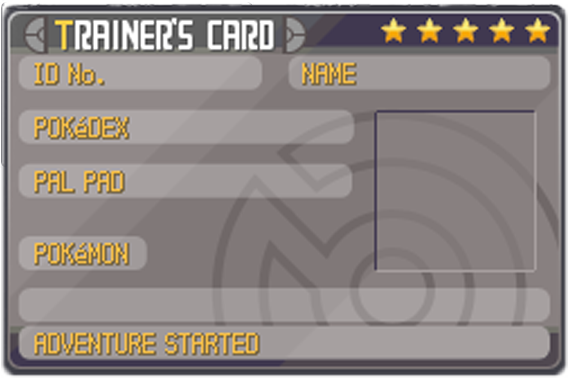 TRAINER'S CARD
ID No.
NAME
POKéDEX
PAL PAD
POKéMON
ADVENTURE STARTED